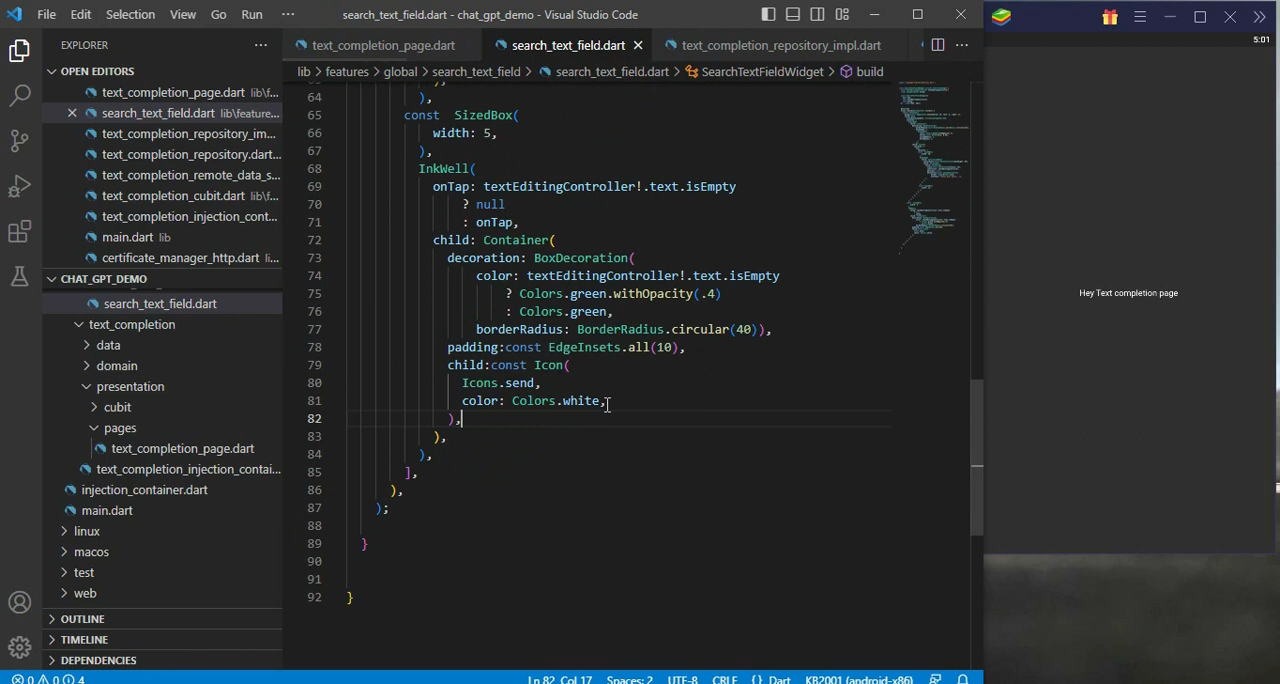 File Edit Selection View Go Run ··· search_text_field.dart - chat_gpt_demo - Visual Studio Code
EXPLORER
OPEN EDITORS
text_completion_page.dart lib\f...
search_text_field.dart lib\feature...
text_completion_repository_im...
text_completion_repository.dart...
text_completion_remote_data_s...
text_completion_cubit.dart lib\f...
text_completion_injection_cont...
main.dart lib
certificate_manager_http.dart li...
CHAT_GPT_DEMO
search_text_field.dart
text_completion
data
domain
presentation
cubit
pages
text_completion_page.dart
text_completion_injection_contai...
injection_container.dart
main.dart
linux
macos
test
web
OUTLINE
TIMELINE
DEPENDENCIES
text_completion_page.dart search_text_field.dart text_completion_repository_impl.dart
lib > features > global > search_text_field > search_text_field.dart > SearchTextFieldWidget > build
64 ),
65 const  SizedBox(
66 width: 5,
67 ),
68 InkWell(
69 onTap: textEditingController!.text.isEmpty
70 ? null
71 : onTap,
72 child: Container(
73 decoration: BoxDecoration(
74 color: textEditingController!.text.isEmpty
75 ? Colors.green.withOpacity(.4)
76 : Colors.green,
77 borderRadius: BorderRadius.circular(40)),
78 padding:const EdgeInsets.all(10),
79 child:const Icon(
80 Icons.send,
81 color: Colors.white,
82 ),
83 ),
84 ),
85 ],
86 ),
87 );
88
89 }
90
91
92 }
0 0 4 Ln 82, Col 17 Spaces: 2 UTF-8 CRLF {} Dart KB2001 (android-x86)
5:01
Hey Text completion page